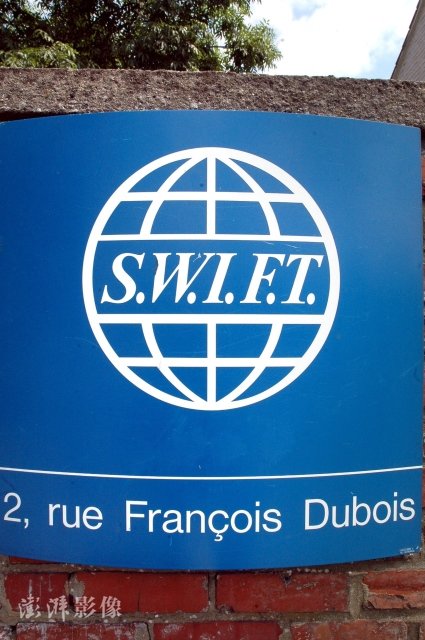 S.W.I.F.T.
2, rue François Dubois
澎湃影像